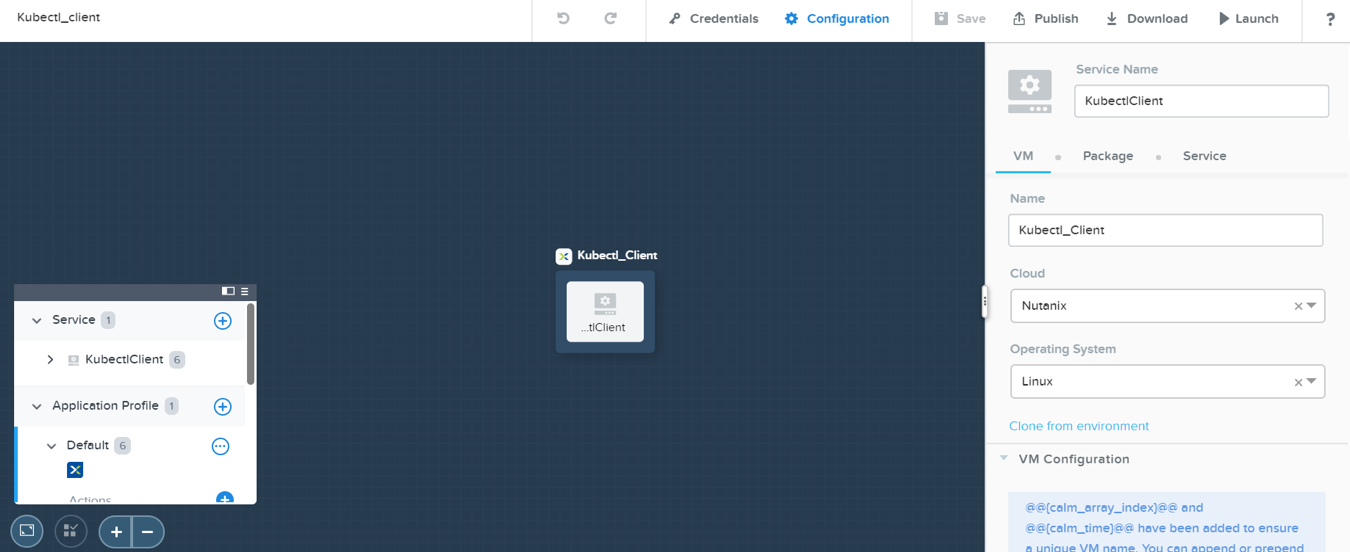 Kubectl_client
Credentials
Configuration
Save
Publish
Download
Launch
?
Service Name
KubectlClient
VM
Package
Service
Name
Kubectl_Client
Cloud
Nutanix
Operating System
Linux
Clone from environment
VM Configuration
@@{calm_array_index}@@ and
@@{calm_time}@@ have been added to ensure
a unique VM name. You can append or prepend
Kubectl_Client
...tlClient
Service 1
KubectlClient 6
Application Profile 1
Default 6
Actions